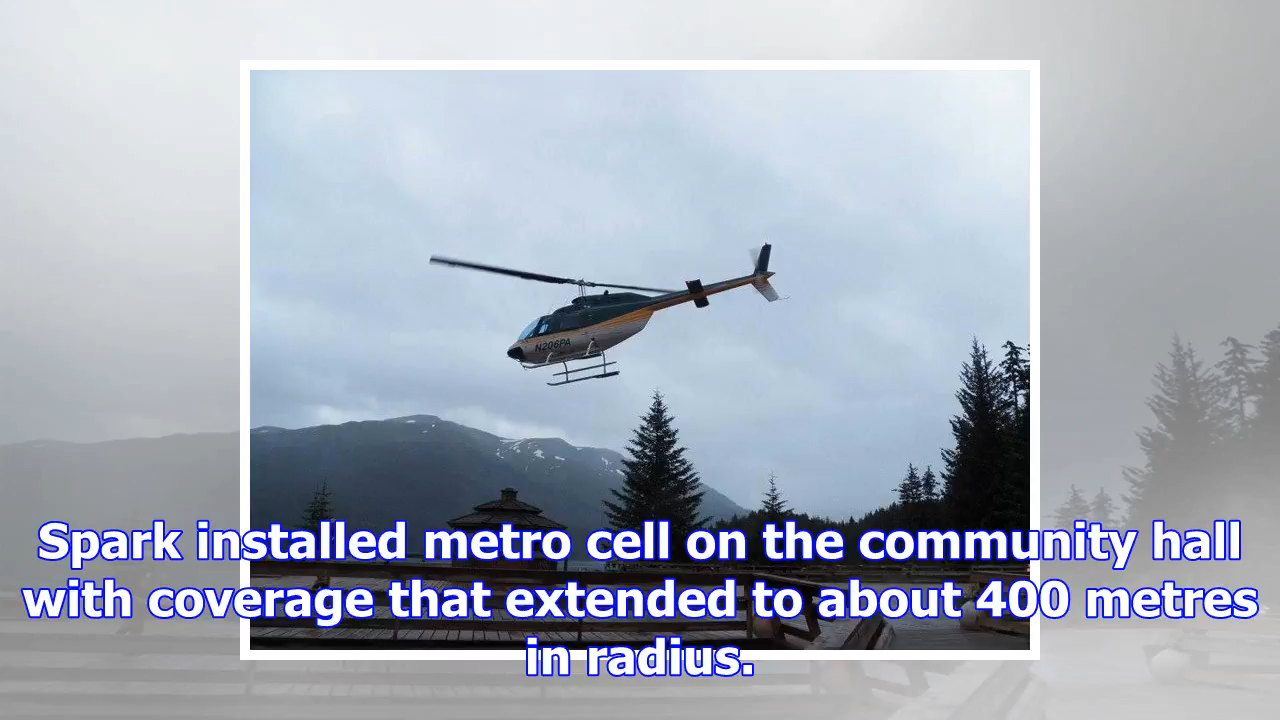 N206PA
Spark installed metro cell on the community hall
with coverage that extended to about 400 metres
in radius.